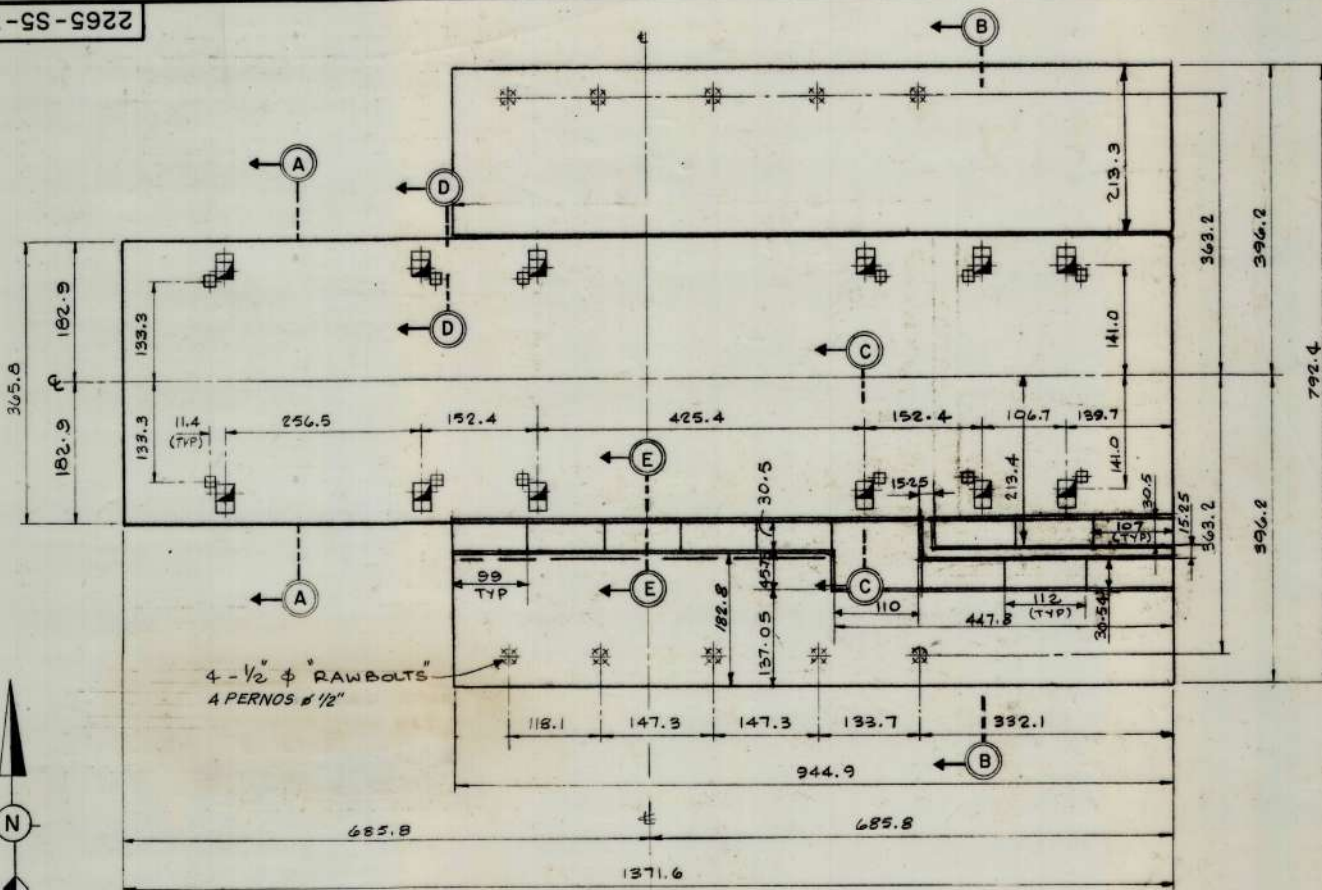 2265-SS-
B
A
D
213.3
363.2
396.2
792.4
365.8
182.9
133.3
D
C
141.0
11.4
(TYP)
256.5
152.4
425.4
152.4
106.7
139.7
182.9
133.3
E
30.5
15.25
213.4
141.0
30.5
15.25
363.2
396.2
107
(TYP)
99
TYP
E
C
A
182.8
137.05
110
447.8
112
(TYP)
4 - 1/2" ϕ "RAWBOLTS"
4 PERNOS ø 1/2"
118.1
147.3
147.3
133.7
332.1
B
944.9
N
685.8
685.8
1371.6